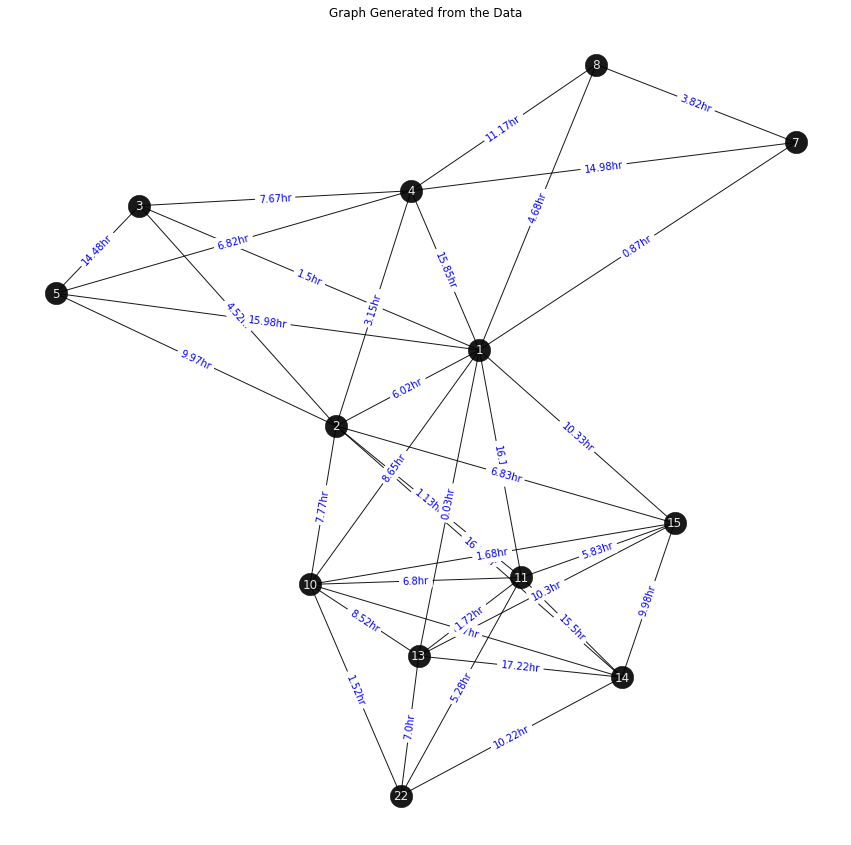 Graph Generated from the Data
8
3.82hr
11.17hr
7
14.98hr
4
7.67hr
3
4.68hr
6.82hr
14.48hr
0.87hr
15.85hr
1.5hr
5
3.15hr
15.98hr
1
9.97hr
6.02hr
2
10.33hr
16.1
8.65hr
6.83hr
1.13hr
7.77hr
0.03hr
15
16
1.68hr
5.83hr
6.8hr
11
10
10.3hr
9.98hr
8.52hr
1.72hr
15.5hr
13
17.22hr
14
1.52hr
5.28hr
7.0hr
10.22hr
22